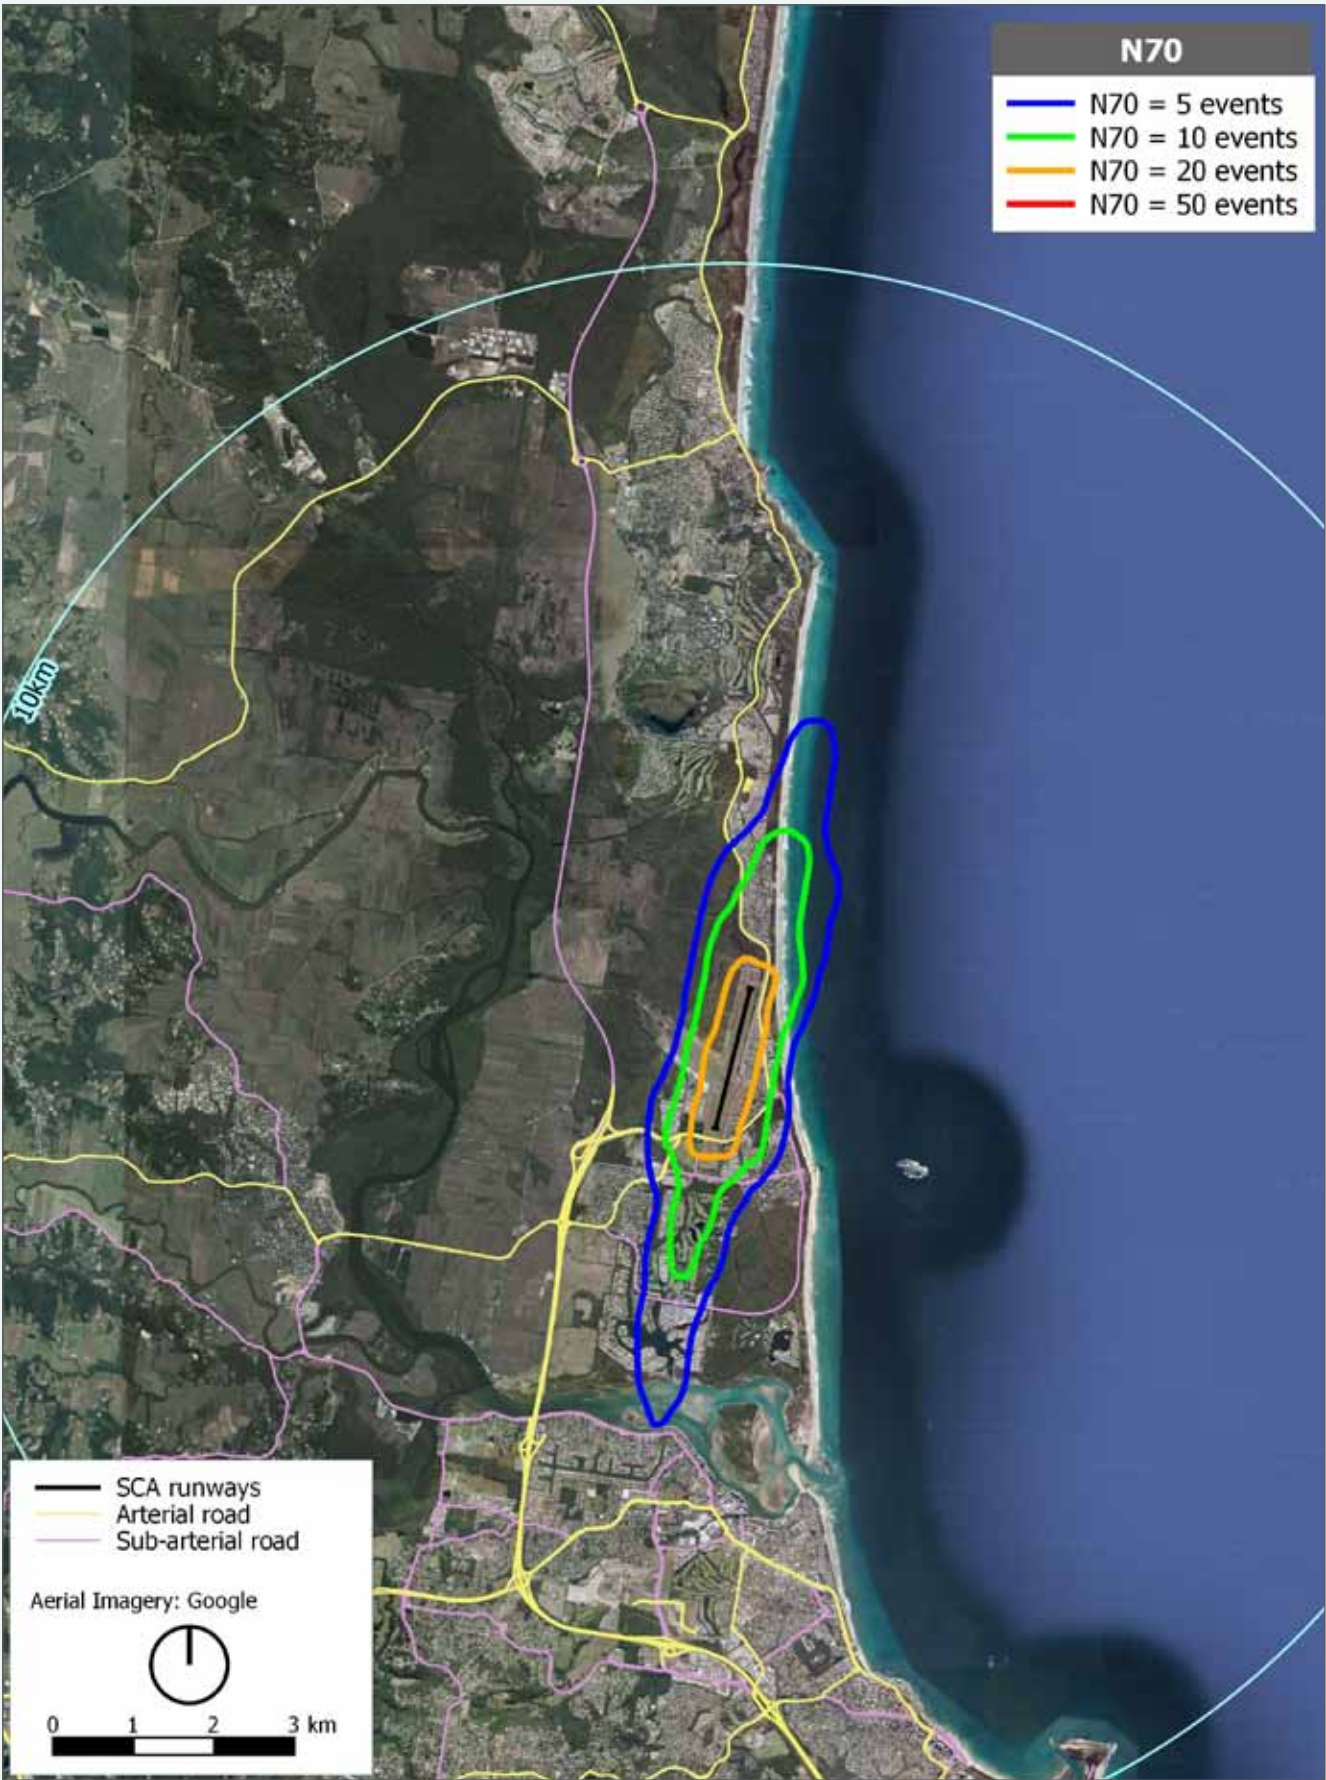 N70
N70 = 5 events
N70 = 10 events
N70 = 20 events
N70 = 50 events
10km
SCA runways
Arterial road
Sub-arterial road
Aerial Imagery: Google
0 1 2 3 km